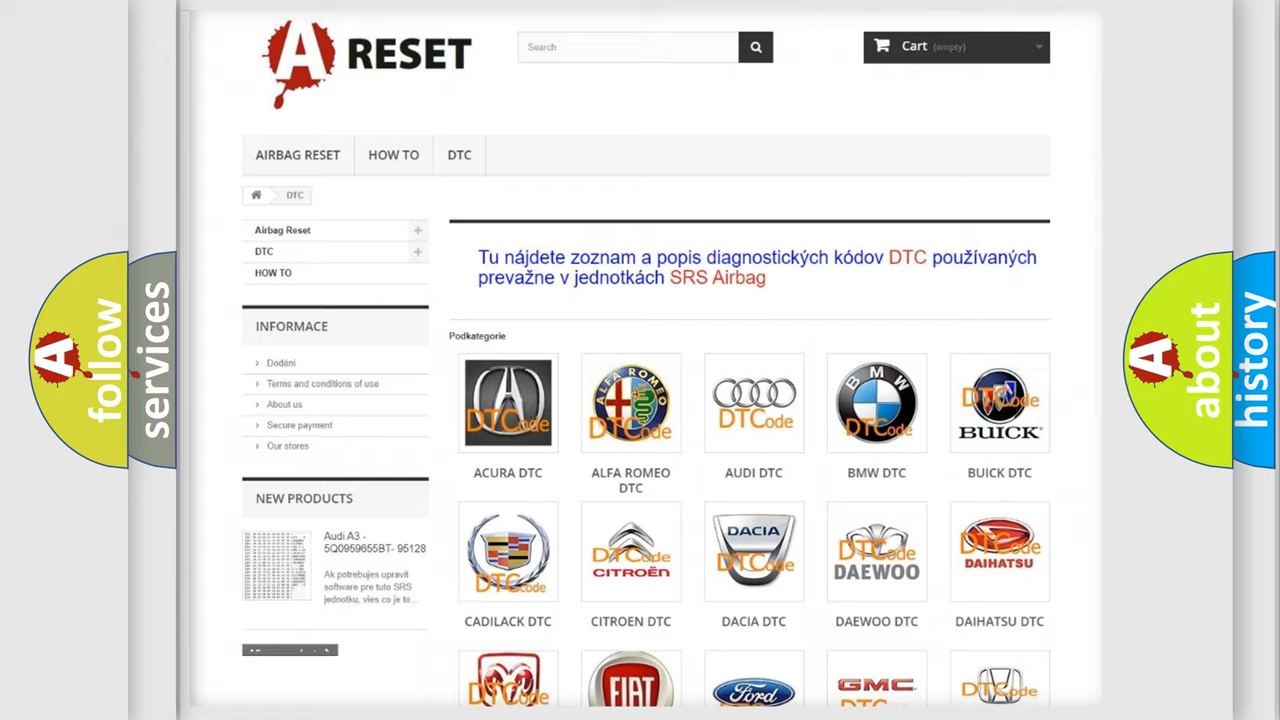 A RESET
Search
Cart (empty)
AIRBAG RESET
HOW TO
DTC
DTC
Airbag Reset
DTC
HOW TO
INFORMACE
Dodání
Terms and conditions of use
About us
Secure payment
Our stores
NEW PRODUCTS
Audi A3 -
5Q0959655BT- 95128
Ak potrebujes upravit
software pre tuto SRS
jednotku, vies co je to...
Tu nájdete zoznam a popis diagnostických kódov DTC používaných
prevažne v jednotkách SRS Airbag
Podkategorie
DTCode
ALFA ROMEO
DTCode
DTCode
BMW
DTCode
DTCode
BUICK
ACURA DTC
ALFA ROMEO
DTC
AUDI DTC
BMW DTC
BUICK DTC
DTCode
DTCode
CITROËN
DACIA
DTCode
DTCode
DAEWOO
DTCode
DAIHATSU
CADILACK DTC
CITROEN DTC
DACIA DTC
DAEWOO DTC
DAIHATSU DTC
DTCode
FIAT
Ford
GMC
DTCode
A follow
services
A about
history